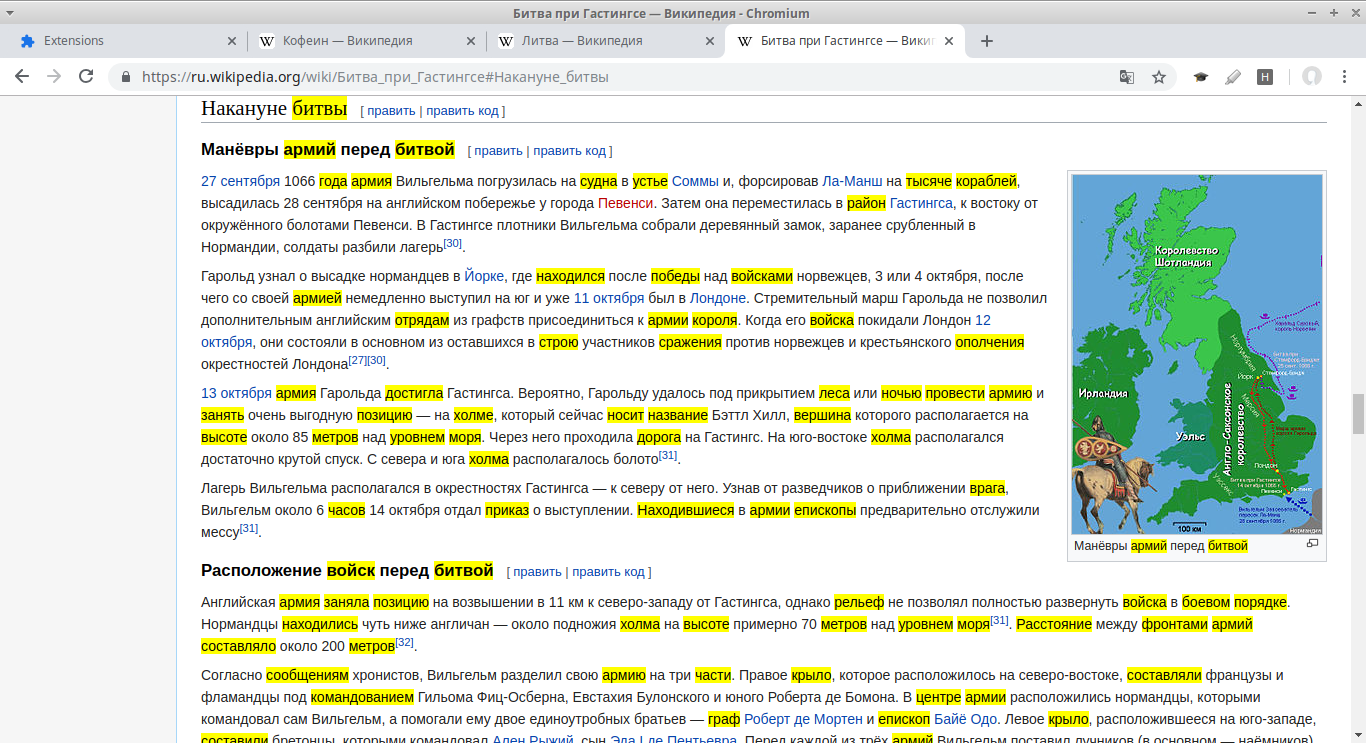 Битва при Гастингсе — Википедия - Chromium
Extensions
Кофеин — Википедия
Литва — Википедия
Битва при Гастингсе — Вики
https://ru.wikipedia.org/wiki/Битва_при_Гастингсе#Накануне_битвы
H
Накануне битвы [ править | править код ]
Манёвры армий перед битвой [ править | править код ]
27 сентября 1066 года армия Вильгельма погрузилась на судна в устье Соммы и, форсировав Ла-Манш на тысяче кораблей,
высадилась 28 сентября на английском побережье у города Певенси. Затем она переместилась в район Гастингса, к востоку от
окружённого болотами Певенси. В Гастингсе плотники Вильгельма собрали деревянный замок, заранее срубленный в
Нормандии, солдаты разбили лагерь[30].
Гарольд узнал о высадке нормандцев в Йорке, где находился после победы над войсками норвежцев, 3 или 4 октября, после
чего со своей армией немедленно выступил на юг и уже 11 октября был в Лондоне. Стремительный марш Гарольда не позволил
дополнительным английским отрядам из графств присоединиться к армии короля. Когда его войска покидали Лондон 12
октября, они состояли в основном из оставшихся в строю участников сражения против норвежцев и крестьянского ополчения
окрестностей Лондона[27][30].
13 октября армия Гарольда достигла Гастингса. Вероятно, Гарольду удалось под прикрытием леса или ночью провести армию и
занять очень выгодную позицию — на холме, который сейчас носит название Бэттл Хилл, вершина которого располагается на
высоте около 85 метров над уровнем моря. Через него проходила дорога на Гастингс. На юго-востоке холма располагался
достаточно крутой спуск. С севера и юга холма располагалось болото[31].
Лагерь Вильгельма располагался в окрестностях Гастингса — к северу от него. Узнав от разведчиков о приближении врага,
Вильгельм около 6 часов 14 октября отдал приказ о выступлении. Находившиеся в армии епископы предварительно отслужили
мессу[31].
Королевство
Шотландия
Ирландия
Уэльс
Англо-Саксонское
королевство
Нортумбрия
Мерсия
Йорк
Лондон
Певенси
Нормандия
100 км
Манёвры армий перед битвой
Расположение войск перед битвой [ править | править код ]
Английская армия заняла позицию на возвышении в 11 км к северо-западу от Гастингса, однако рельеф не позволял полностью развернуть войска в боевом порядке.
Нормандцы находились чуть ниже англичан — около подножия холма на высоте примерно 70 метров над уровнем моря[31]. Расстояние между фронтами армий
составляло около 200 метров[32].
Согласно сообщениям хронистов, Вильгельм разделил свою армию на три части. Правое крыло, которое расположилось на северо-востоке, составляли французы и
фламандцы под командованием Гильома Фиц-Осберна, Евстахия Булонского и юного Роберта де Бомона. В центре армии расположились нормандцы, которыми
командовал сам Вильгельм, а помогали ему двое единоутробных братьев — граф Роберт де Мортен и епископ Байё Одо. Левое крыло, расположившееся на юго-западе,
составили бретонцы, которыми командовал Ален Рыжий, сын Эда I де Пентьевра. Перед каждой из трёх армий Вильгельм поставил лучников (в основном — наёмников)